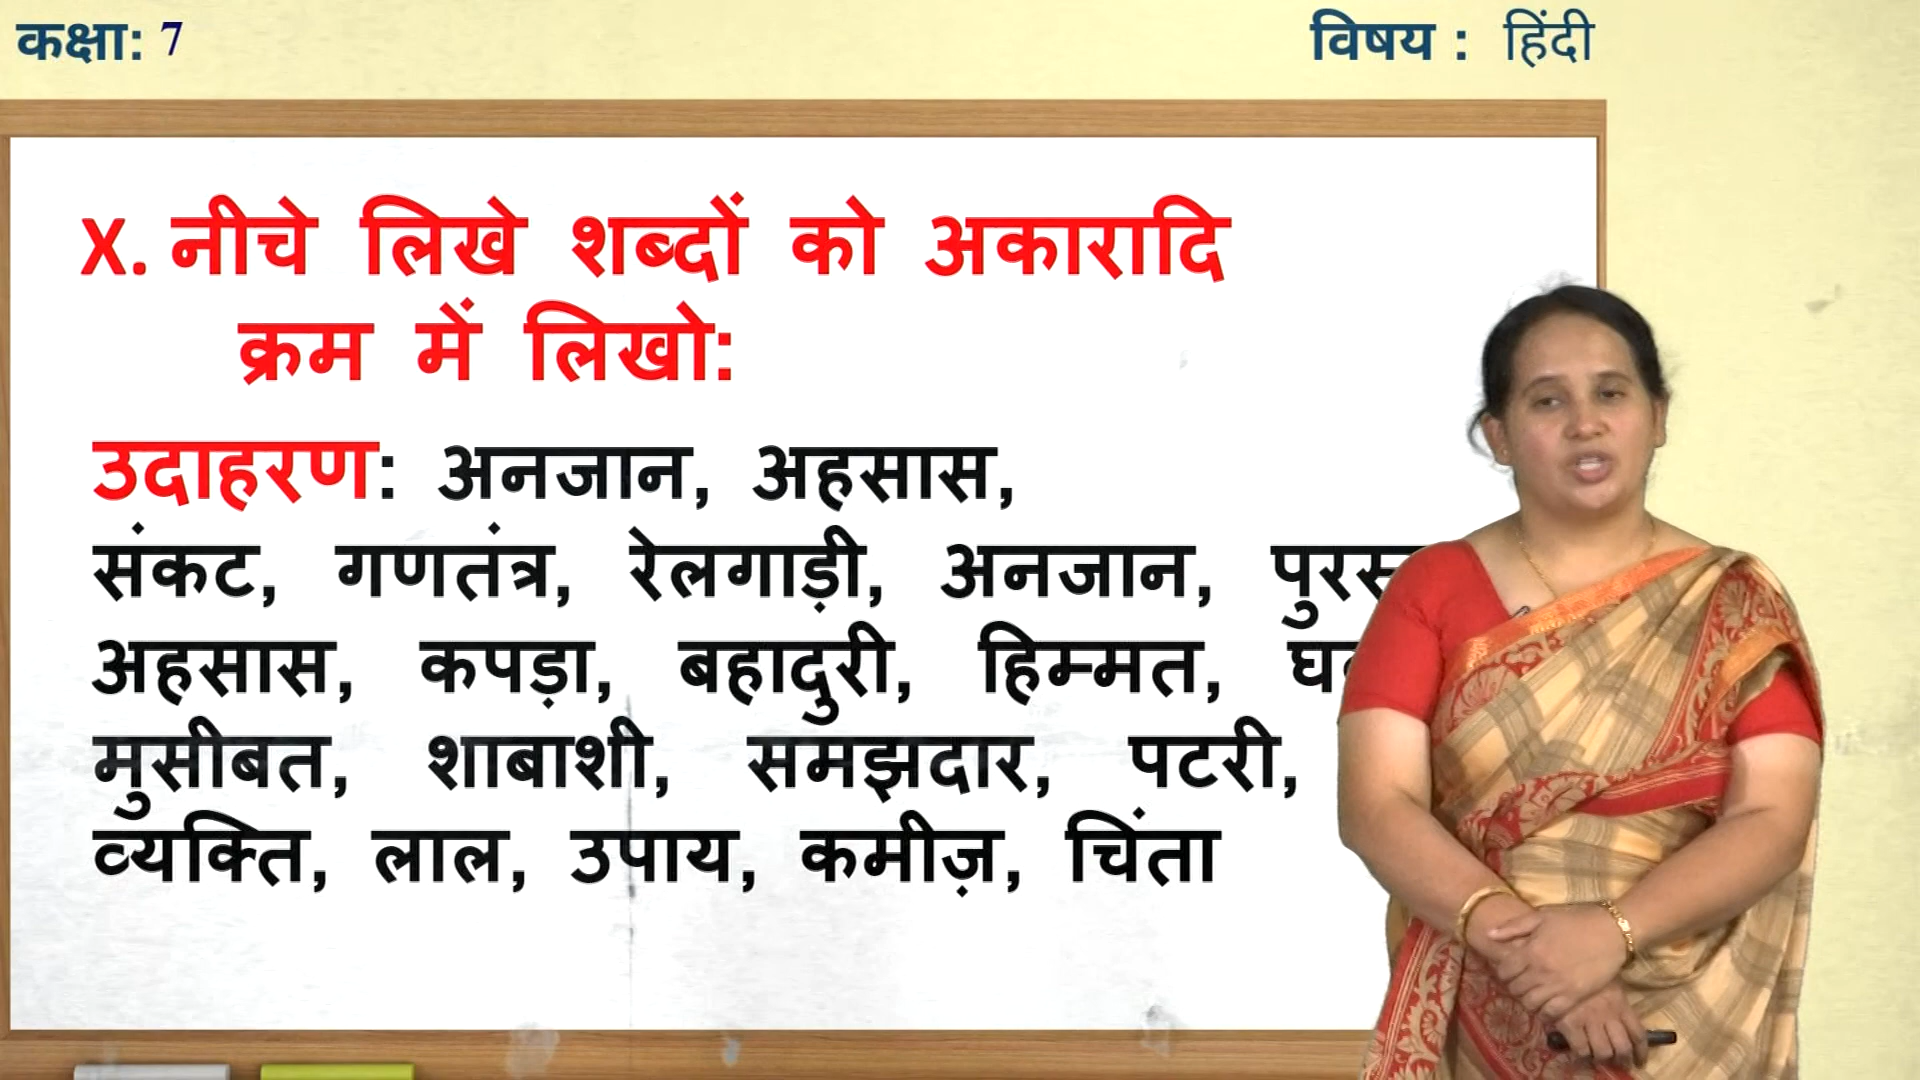 कक्षा: 7
विषय : हिंदी
X. नीचे लिखे शब्दों को अकारादि
क्रम में लिखो:
उदाहरण: अनजान, अहसास,
संकट, गणतंत्र, रेलगाड़ी, अनजान,
अहसास, कपड़ा, बहादुरी, हिम्मत,
मुसीबत, शाबाशी, समझदार, पटरी,
व्यक्ति, लाल, उपाय, कमीज़, चिंता